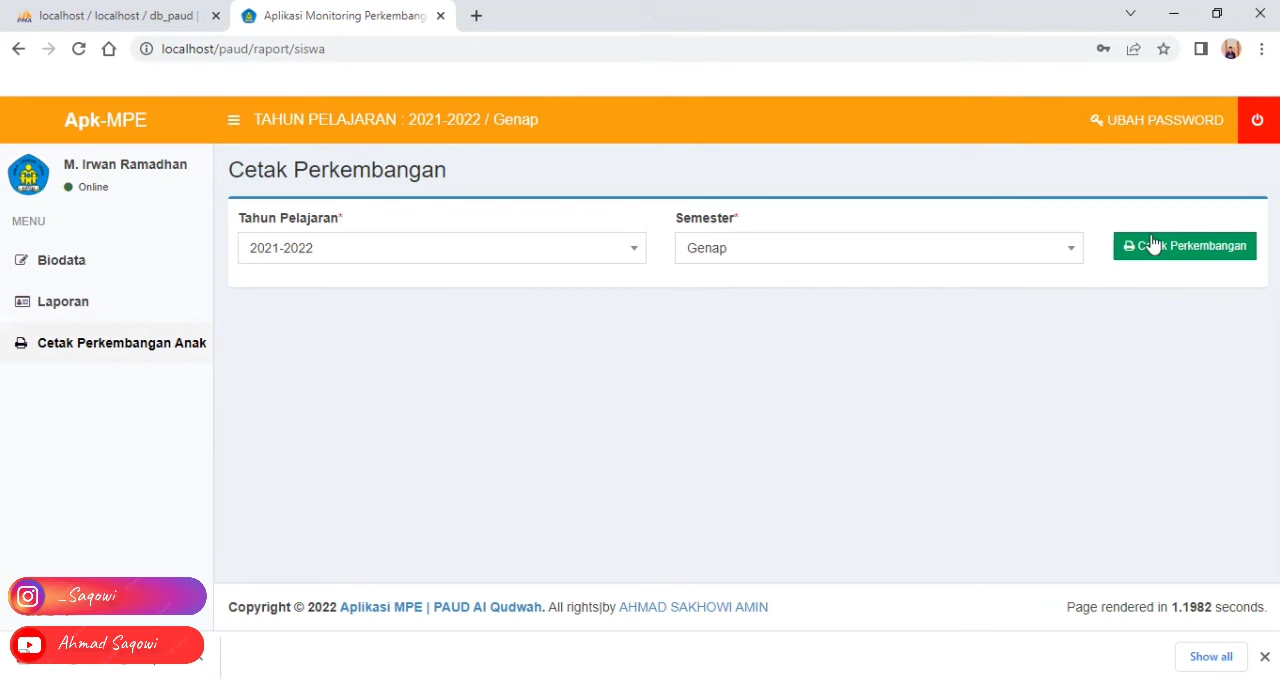 localhost / localhost / db_paud |
Aplikasi Monitoring Perkembang
localhost/paud/raport/siswa
Apk-MPE
TAHUN PELAJARAN : 2021-2022 / Genap
UBAH PASSWORD
M. Irwan Ramadhan
Online
MENU
Biodata
Laporan
Cetak Perkembangan Anak
Cetak Perkembangan
Tahun Pelajaran*
2021-2022
Semester*
Genap
Cetak Perkembangan
_Saqowi
Ahmad Saqowi
Copyright © 2022 Aplikasi MPE | PAUD Al Qudwah. All rights|by AHMAD SAKHOWI AMIN
Page rendered in 1.1982 seconds.
Show all